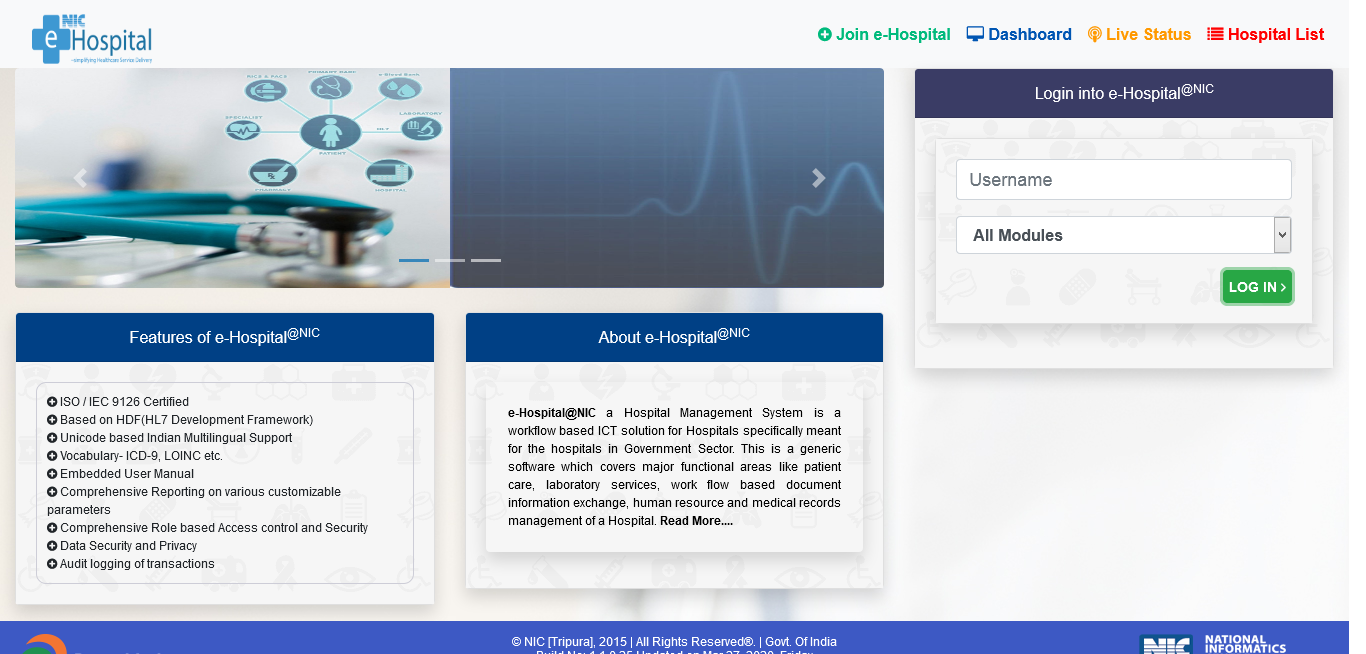 NIC
e Hospital
~simplifying Healthcare Service Delivery
Join e-Hospital
Dashboard
Live Status
Hospital List
PRIMARY CARE
e-Blood Bank
SPECIALIST
LABORATORY
PATIENT
HOSPITAL
Login into e-Hospital@NIC
Username
All Modules
LOG IN ›
Features of e-Hospital@NIC
ISO / IEC 9126 Certified
Based on HDF(HL7 Development Framework)
Unicode based Indian Multilingual Support
Vocabulary- ICD-9, LOINC etc.
Embedded User Manual
Comprehensive Reporting on various customizable
parameters
Comprehensive Role based Access control and Security
Data Security and Privacy
Audit logging of transactions
About e-Hospital@NIC
e-Hospital@NIC a Hospital Management System is a
workflow based ICT solution for Hospitals specifically meant
for the hospitals in Government Sector. This is a generic
software which covers major functional areas like patient
care, laboratory services, work flow based document
information exchange, human resource and medical records
management of a Hospital. Read More....
© NIC [Tripura], 2015 | All Rights Reserved®. | Govt. Of India
NIC
NATIONAL
INFORMATICS